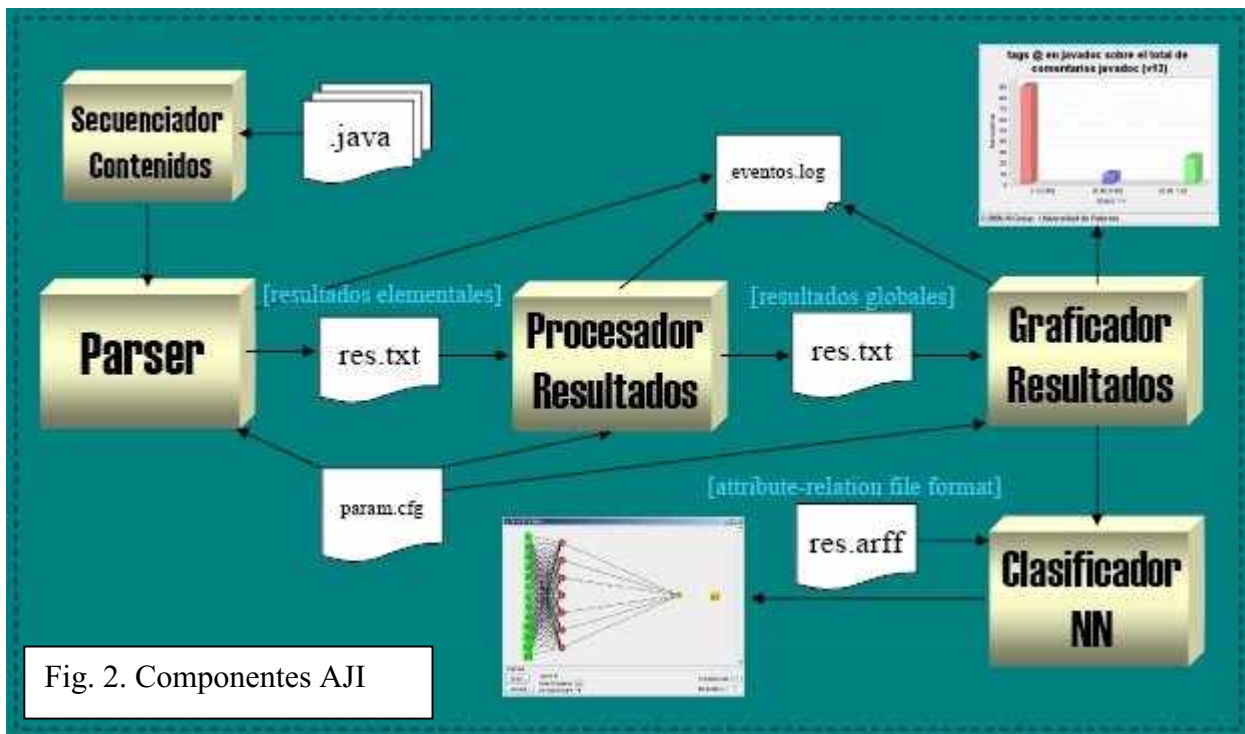 Secuenciador
Contenidos
.java
eventos.log
tags @ en javadoc sobre el total de
comentarios javadoc (v13)
[resultados elementales]
[resultados globales]
Parser
res.txt
Procesador
Resultados
res.txt
Graficador
Resultados
param.cfg
[attribute-relation file format]
res.arff
Clasificador
NN
Fig. 2. Componentes AJI